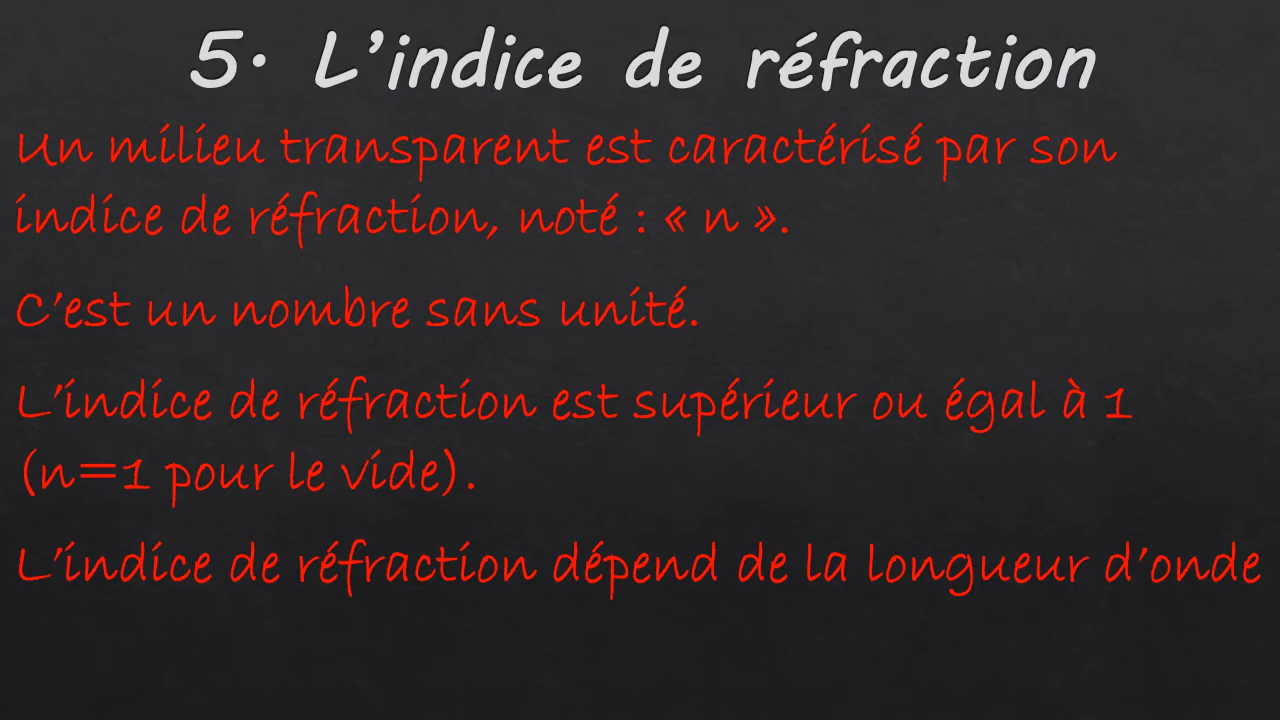 5. L’indice de réfraction
Un milieu transparent est caractérisé par son
indice de réfraction, noté : « n ».
C’est un nombre sans unité.
L’indice de réfraction est supérieur ou égal à 1
(n=1 pour le vide).
L’indice de réfraction dépend de la longueur d’onde